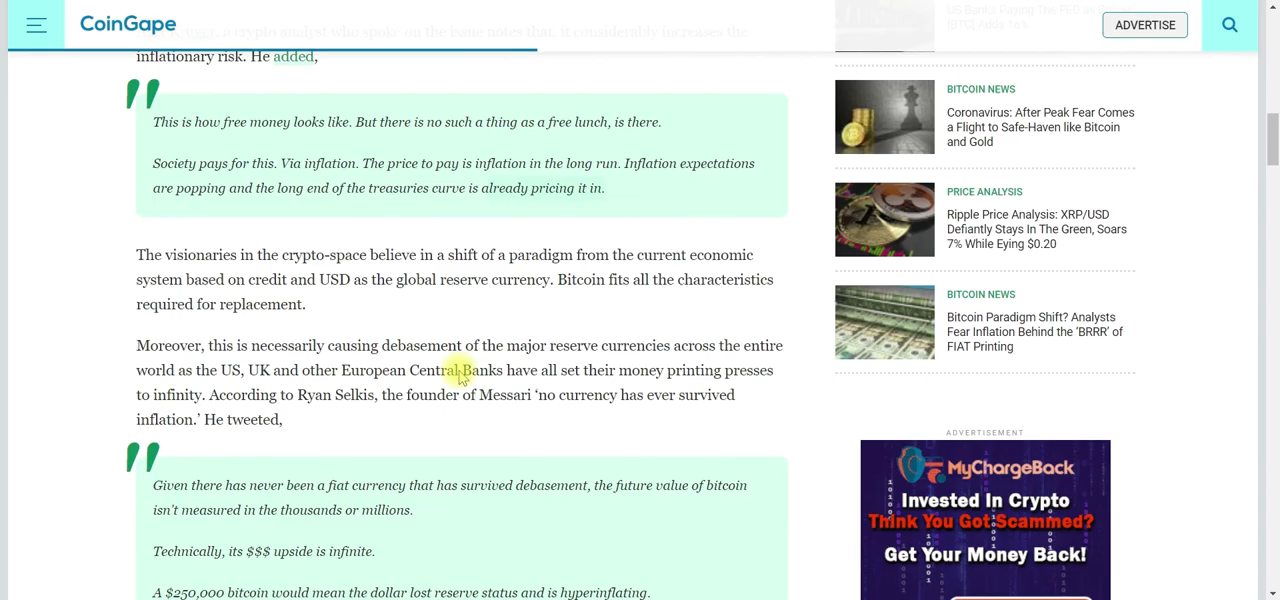 CoinGape
ADVERTISE
a crypto analyst who spoke on the issue notes that, it considerably increases the
inflationary risk. He added,
This is how free money looks like. But there is no such a thing as a free lunch, is there.
Society pays for this. Via inflation. The price to pay is inflation in the long run. Inflation expectations
are popping and the long end of the treasuries curve is already pricing it in.
The visionaries in the crypto-space believe in a shift of a paradigm from the current economic
system based on credit and USD as the global reserve currency. Bitcoin fits all the characteristics
required for replacement.
Moreover, this is necessarily causing debasement of the major reserve currencies across the entire
world as the US, UK and other European Central Banks have all set their money printing presses
to infinity. According to Ryan Selkis, the founder of Messari ‘no currency has ever survived
inflation.’ He tweeted,
Given there has never been a fiat currency that has survived debasement, the future value of bitcoin
isn't measured in the thousands or millions.
Technically, its $$$ upside is infinite.
A $250,000 bitcoin would mean the dollar lost reserve status and is hyperinflating.
[BTC] Adds 16%
BITCOIN NEWS
Coronavirus: After Peak Fear Comes
a Flight to Safe-Haven like Bitcoin
and Gold
PRICE ANALYSIS
Ripple Price Analysis: XRP/USD
Defiantly Stays In The Green, Soars
7% While Eying $0.20
BITCOIN NEWS
Bitcoin Paradigm Shift? Analysts
Fear Inflation Behind the ‘BRRR’ of
FIAT Printing
ADVERTISEMENT
MyChargeBack
Invested In Crypto
Think You Got Scammed?
Get Your Money Back!